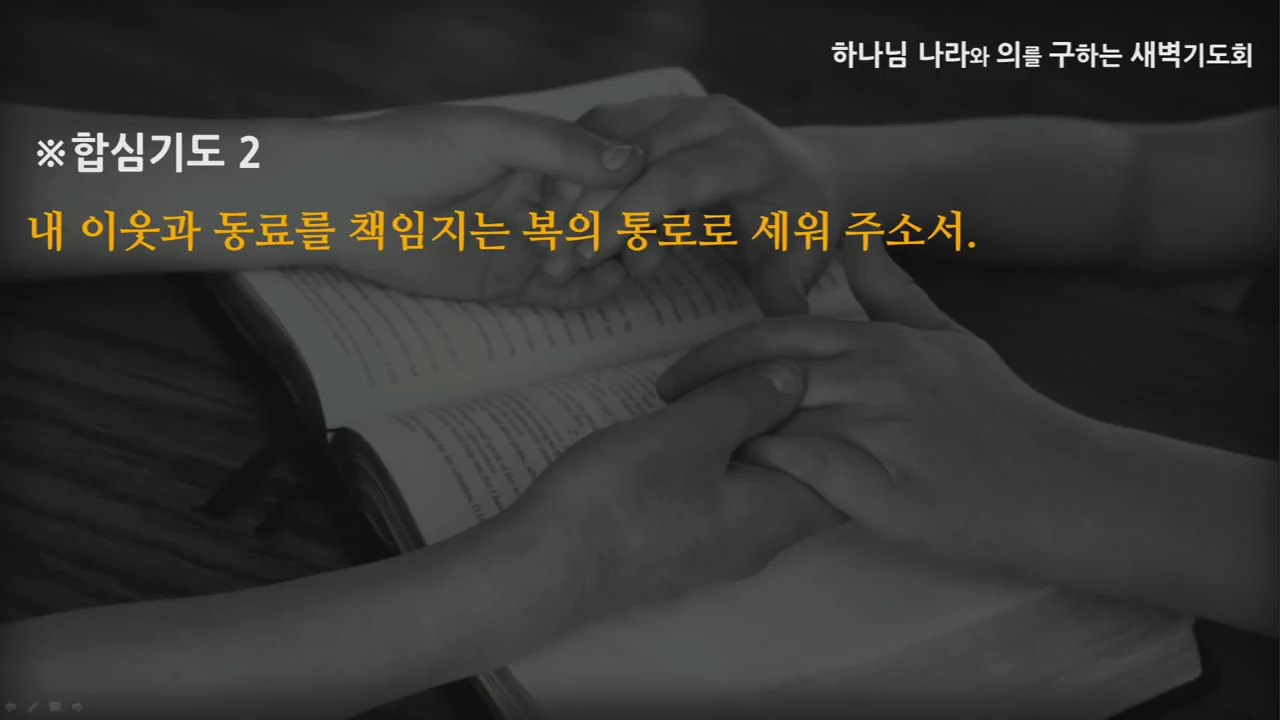 하나님 나라와 의를 구하는 새벽기도회
※합심기도 2
내 이웃과 동료를 책임지는 복의 통로로 세워 주소서.